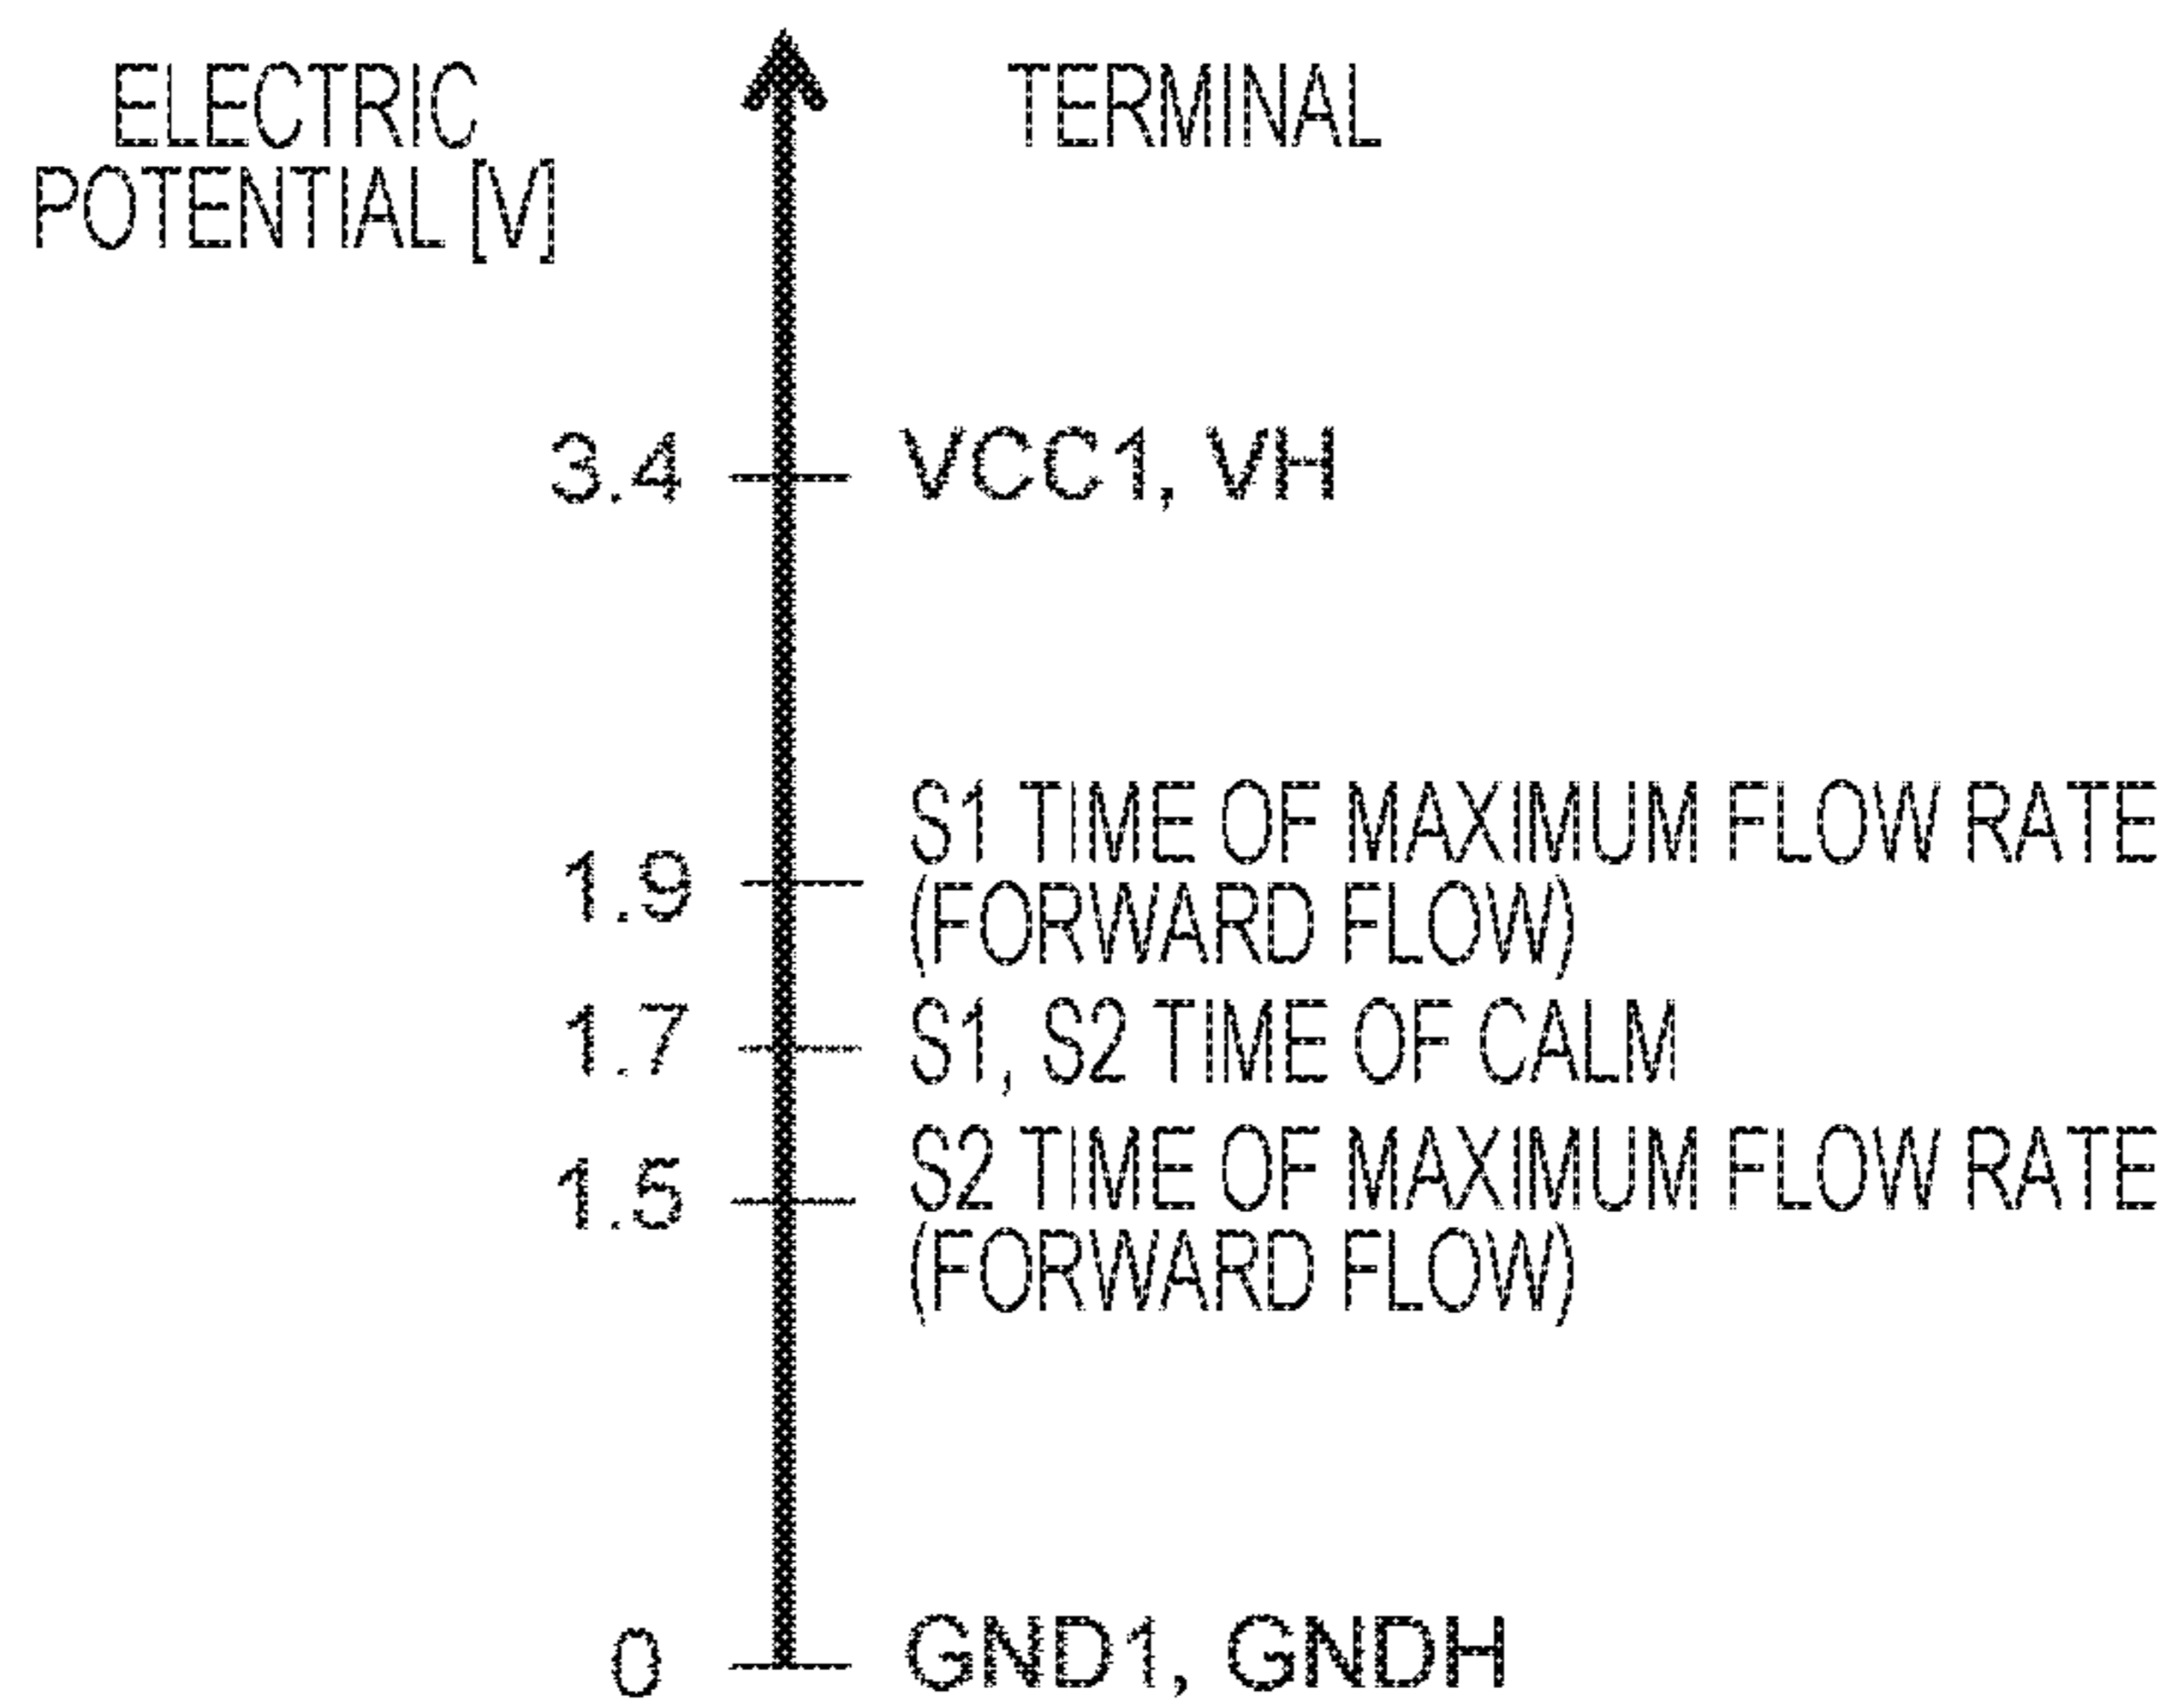 ELECTRIC
POTENTIAL [V]
TERMINAL
3.4 VCC1, VH
S1 TIME OF MAXIMUM FLOW RATE
1.9
(FORWARD FLOW)
1.7 S1, S2 TIME OF CALM
S2 TIME OF MAXIMUM FLOW RATE
1.5
(FORWARD FLOW)
0 GND1, GNDH